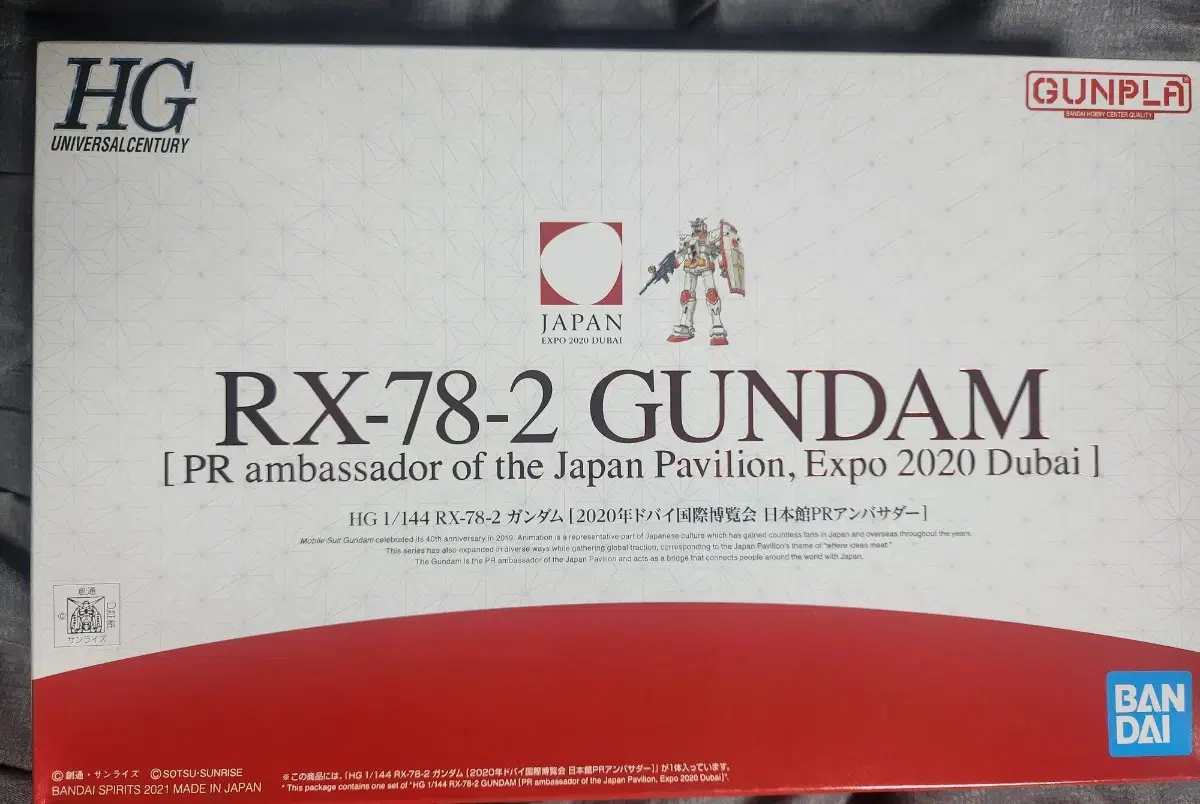 HG
UNIVERSAL CENTURY
GUNPLA
BANDAI HOBBY CENTER QUALITY
JAPAN
EXPO 2020 DUBAI
RX-78-2 GUNDAM
[ PR ambassador of the Japan Pavilion, Expo 2020 Dubai ]
HG 1/144 RX-78-2 ガンダム [2020年ドバイ国際博覧会 日本館PRアンバサダー]
Mobile Suit Gundam celebrated its 40th anniversary in 2019. Animation is a representative part of Japanese culture which has gained countless fans in Japan and overseas throughout the years.
This series has also expanded in diverse ways while gathering global traction, corresponding to the Japan Pavilion's theme of "where ideas meet."
The Gundam is the PR ambassador of the Japan Pavilion and acts as a bridge that connects people around the world with Japan.
創通
©
サンライズ
BAN
DAI
©創通・サンライズ ©SOTSU・SUNRISE
BANDAI SPIRITS 2021 MADE IN JAPAN
※この商品には、「HG 1/144 RX-78-2 ガンダム [2020年ドバイ国際博覧会 日本館PRアンバサダー]」が1体入っています。
* This package contains one set of "HG 1/144 RX-78-2 GUNDAM [PR ambassador of the Japan Pavilion, Expo 2020 Dubai]".